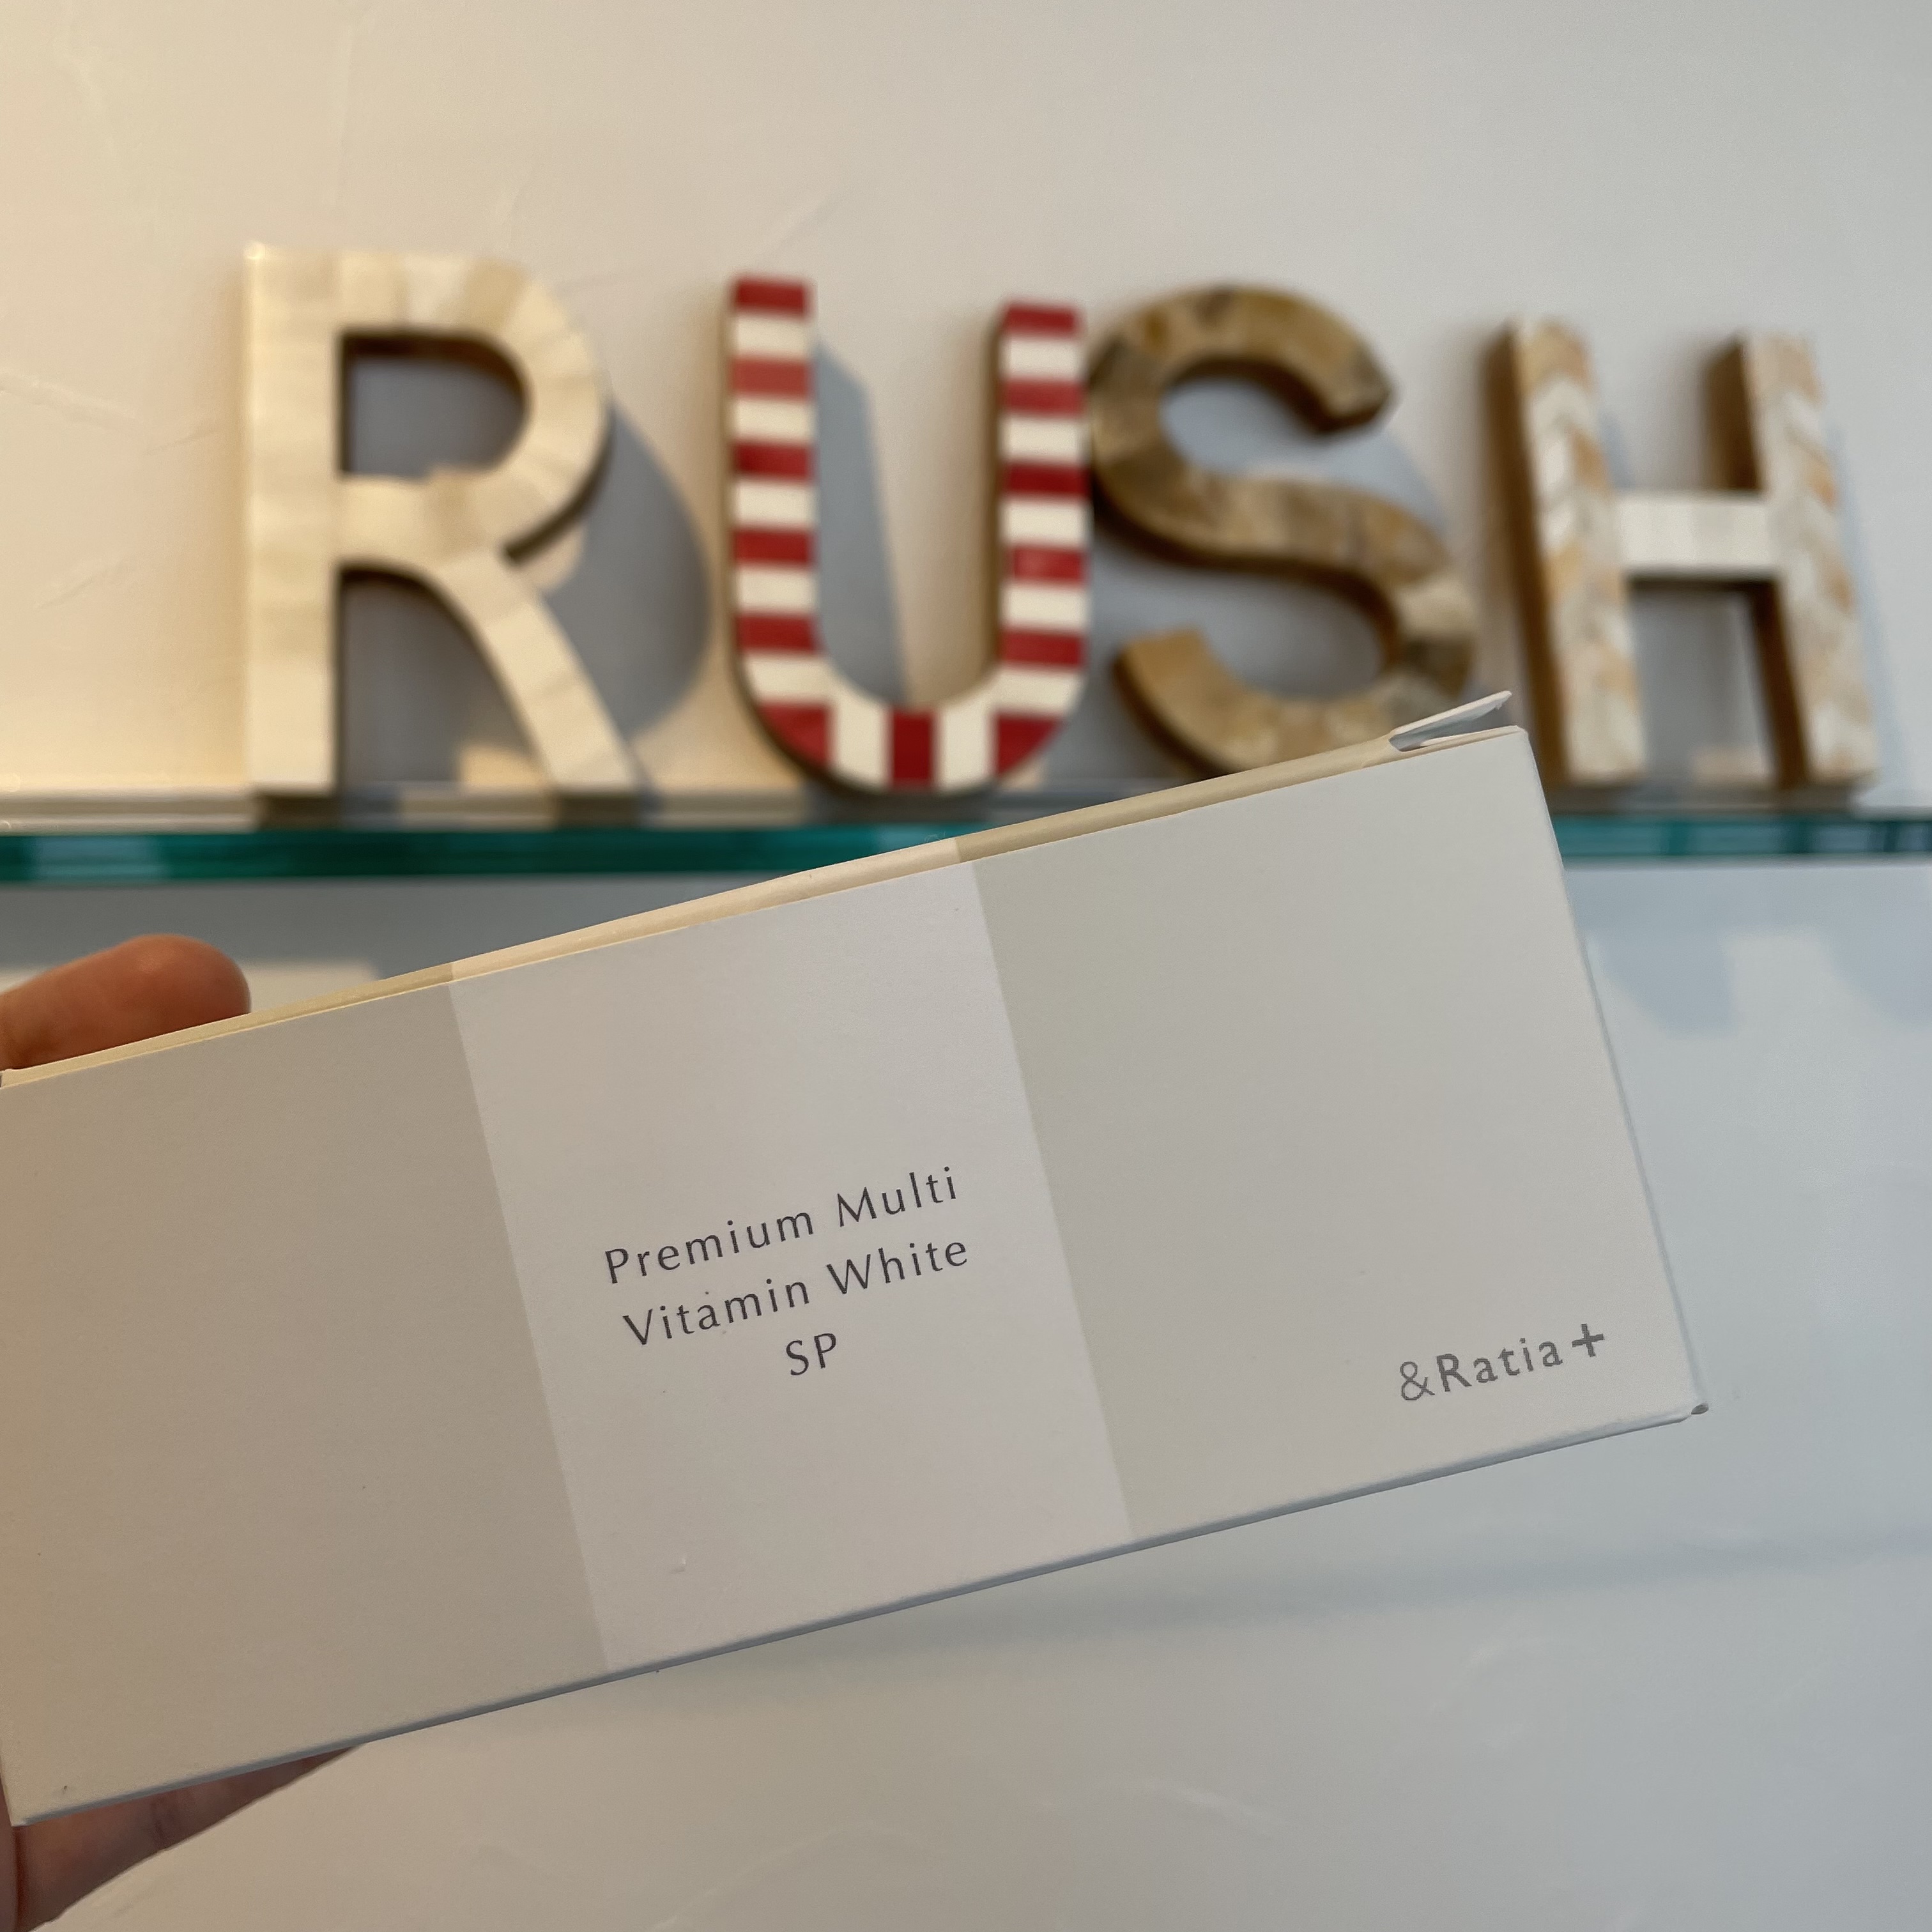 RUSH
Premium Multi
Vitamin White
SP
&Ratia+